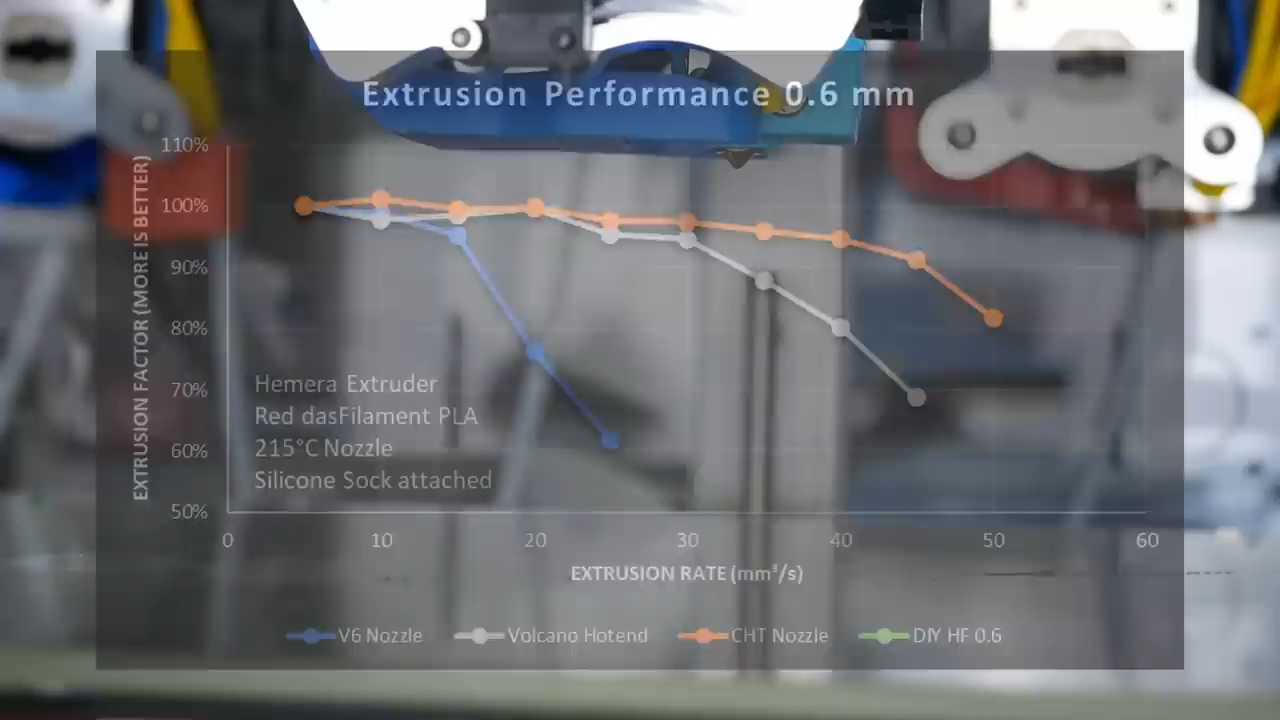 Extrusion Performance 0.6 mm
EXTRUSION FACTOR (MORE IS BETTER)
110%
100%
90%
80%
70%
60%
50%
Hemera Extruder
Red dasFilament PLA
215°C Nozzle
Silicone Sock attached
0 10 20 30 40 50 60
EXTRUSION RATE (mm³/s)
V6 Nozzle Volcano Hotend CHT Nozzle DIY HF 0.6